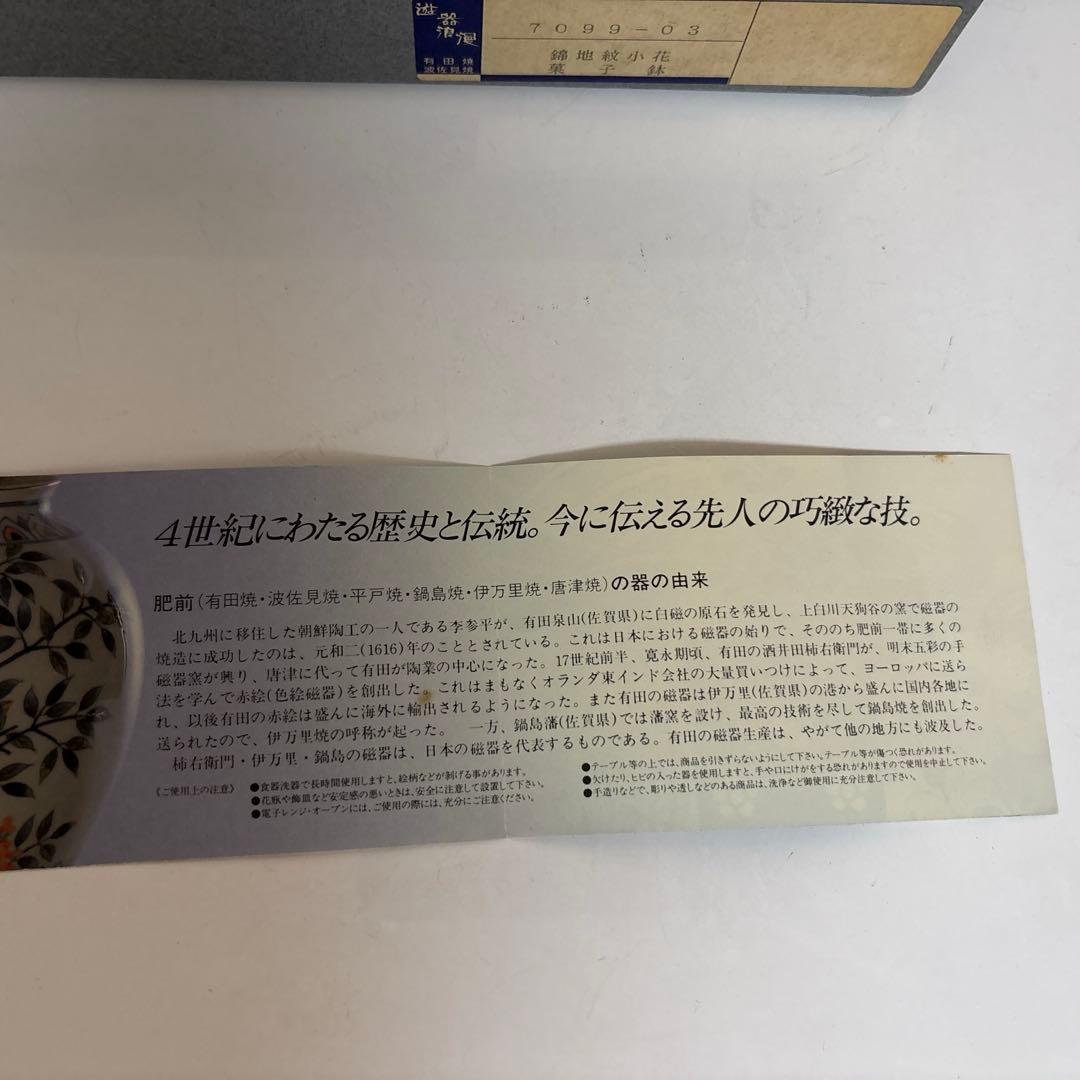 遊器浪漫
有田焼
波佐見焼
7099-03
錦地紋小花
菓子鉢
4世紀にわたる歴史と伝統。今に伝える先人の巧緻な技。
肥前(有田焼・波佐見焼・平戸焼・鍋島焼・伊万里焼・唐津焼)の器の由来
北九州に移住した朝鮮陶工の一人である李参平が、有田泉山(佐賀県)に白磁の原石を発見し、上白川天狗谷の窯で磁器の
焼造に成功したのは、元和二(1616)年のこととされている。これは日本における磁器の始りで、そののち肥前一帯に多くの
磁器窯が興り、唐津に代って有田が陶業の中心になった。17世紀前半、寛永期頃、有田の酒井田柿右衛門が、明末五彩の手
法を学んで赤絵(色絵磁器)を創出した。これはまもなくオランダ東インド会社の大量買いつけによって、ヨーロッパに送ら
れ、以後有田の赤絵は盛んに海外に輸出されるようになった。また有田の磁器は伊万里(佐賀県)の港から盛んに国内各地に
送られたので、伊万里焼の呼称が起った。 一方、鍋島藩(佐賀県)では藩窯を設け、最高の技術を尽して鍋島焼を創出した。
柿右衛門・伊万里・鍋島の磁器は、日本の磁器を代表するものである。有田の磁器生産は、やがて他の地方にも波及した。
《ご使用上の注意》
●食器洗器で長時間使用しますと、絵柄などが剥げる事があります。
●花瓶や飾皿など安定感の悪いときは、安全に注意して設置して下さい。
●電子レンジ・オーブンには、ご使用の際には、充分にご注意ください。
●テーブル等の上では、商品を引きずらないようにして下さい。テーブル等が傷つく恐れがあります。
●欠けたり、ヒビの入った器を使用しますと、手や口にけがをする恐れがありますので使用を中止して下さい。
●手造りなどで、彫りや透しなどのある商品は、洗浄など御使用に充分注意して下さい。